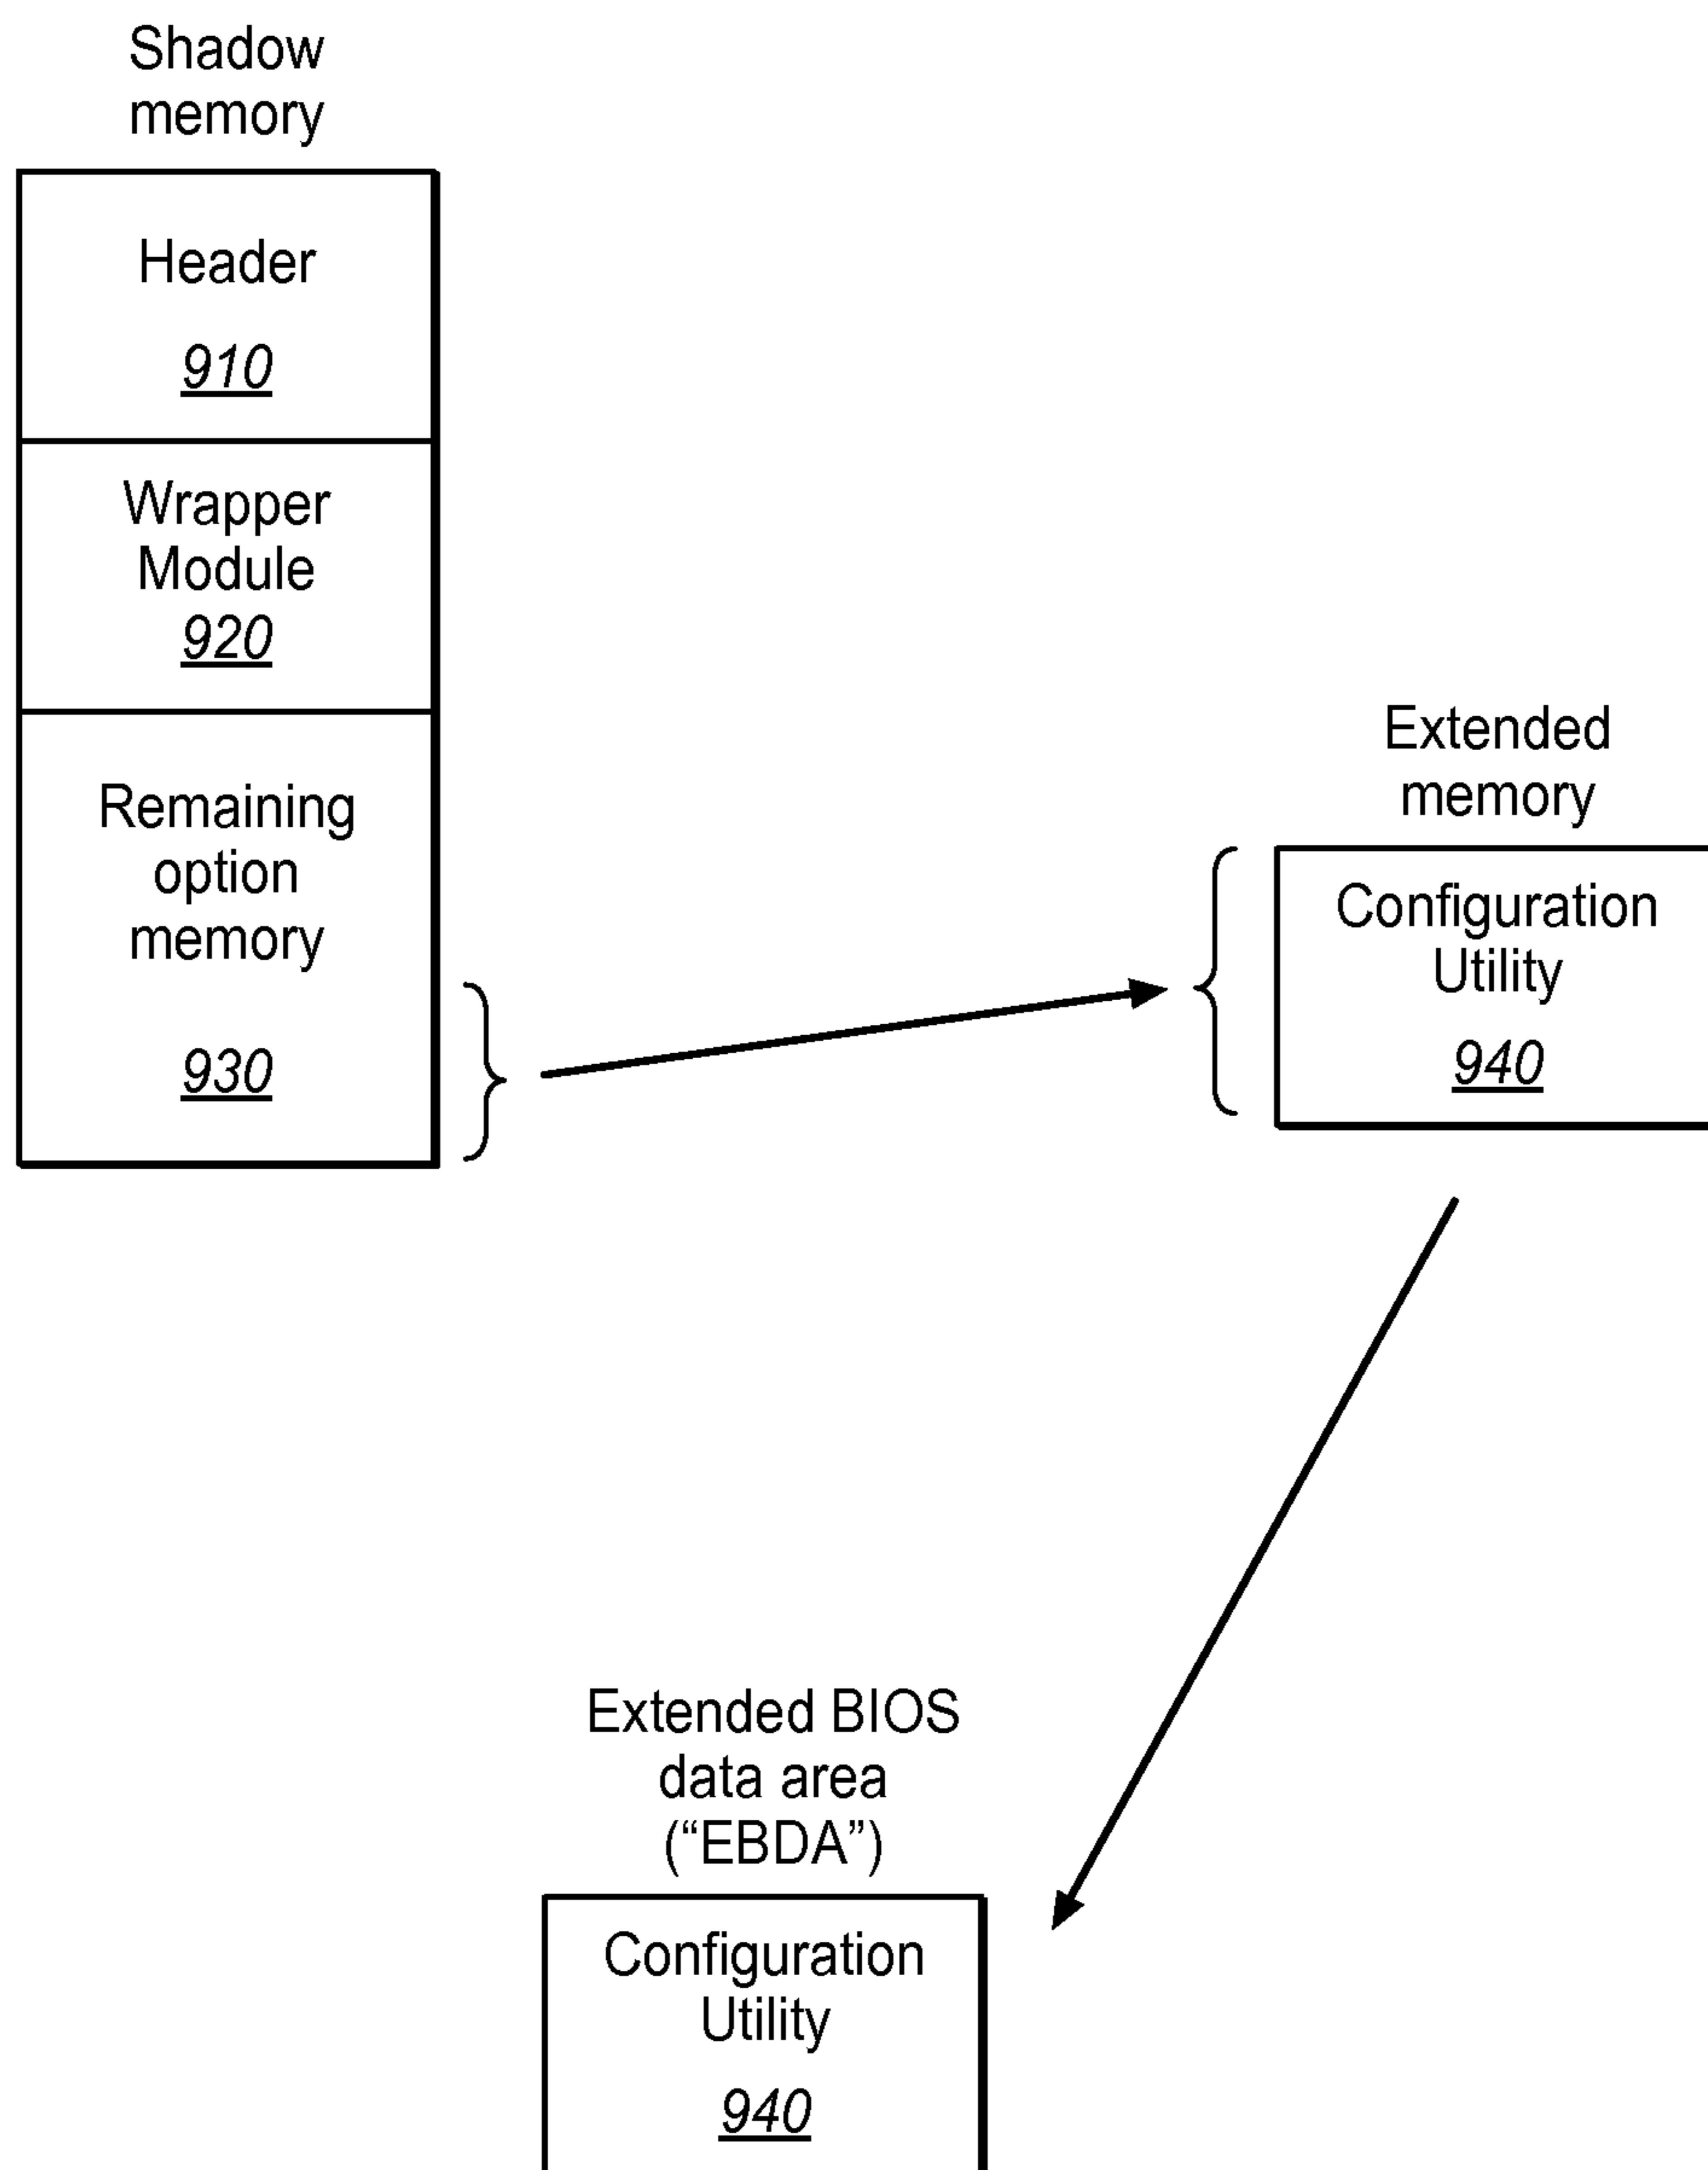 Shadow
memory
Header
910
Wrapper
Module
920
Remaining
option
memory
930
Extended
memory
Configuration
Utility
940
Extended BIOS
data area
(“EBDA”)
Configuration
Utility
940